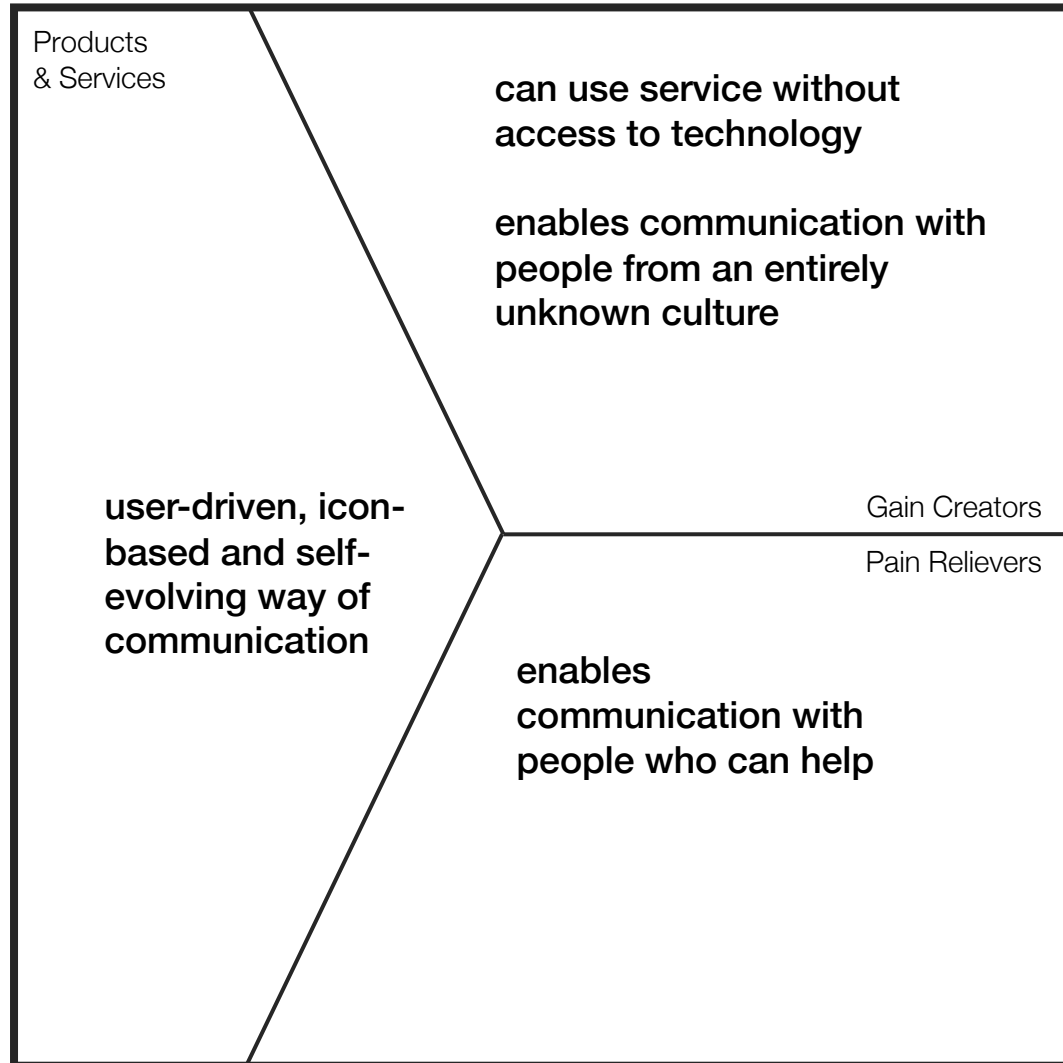 Products
& Services
can use service without
access to technology
enables communication with
people from an entirely
unknown culture
user-driven, icon-
based and self-
evolving way of
communication
Gain Creators
Pain Relievers
enables
communication with
people who can help